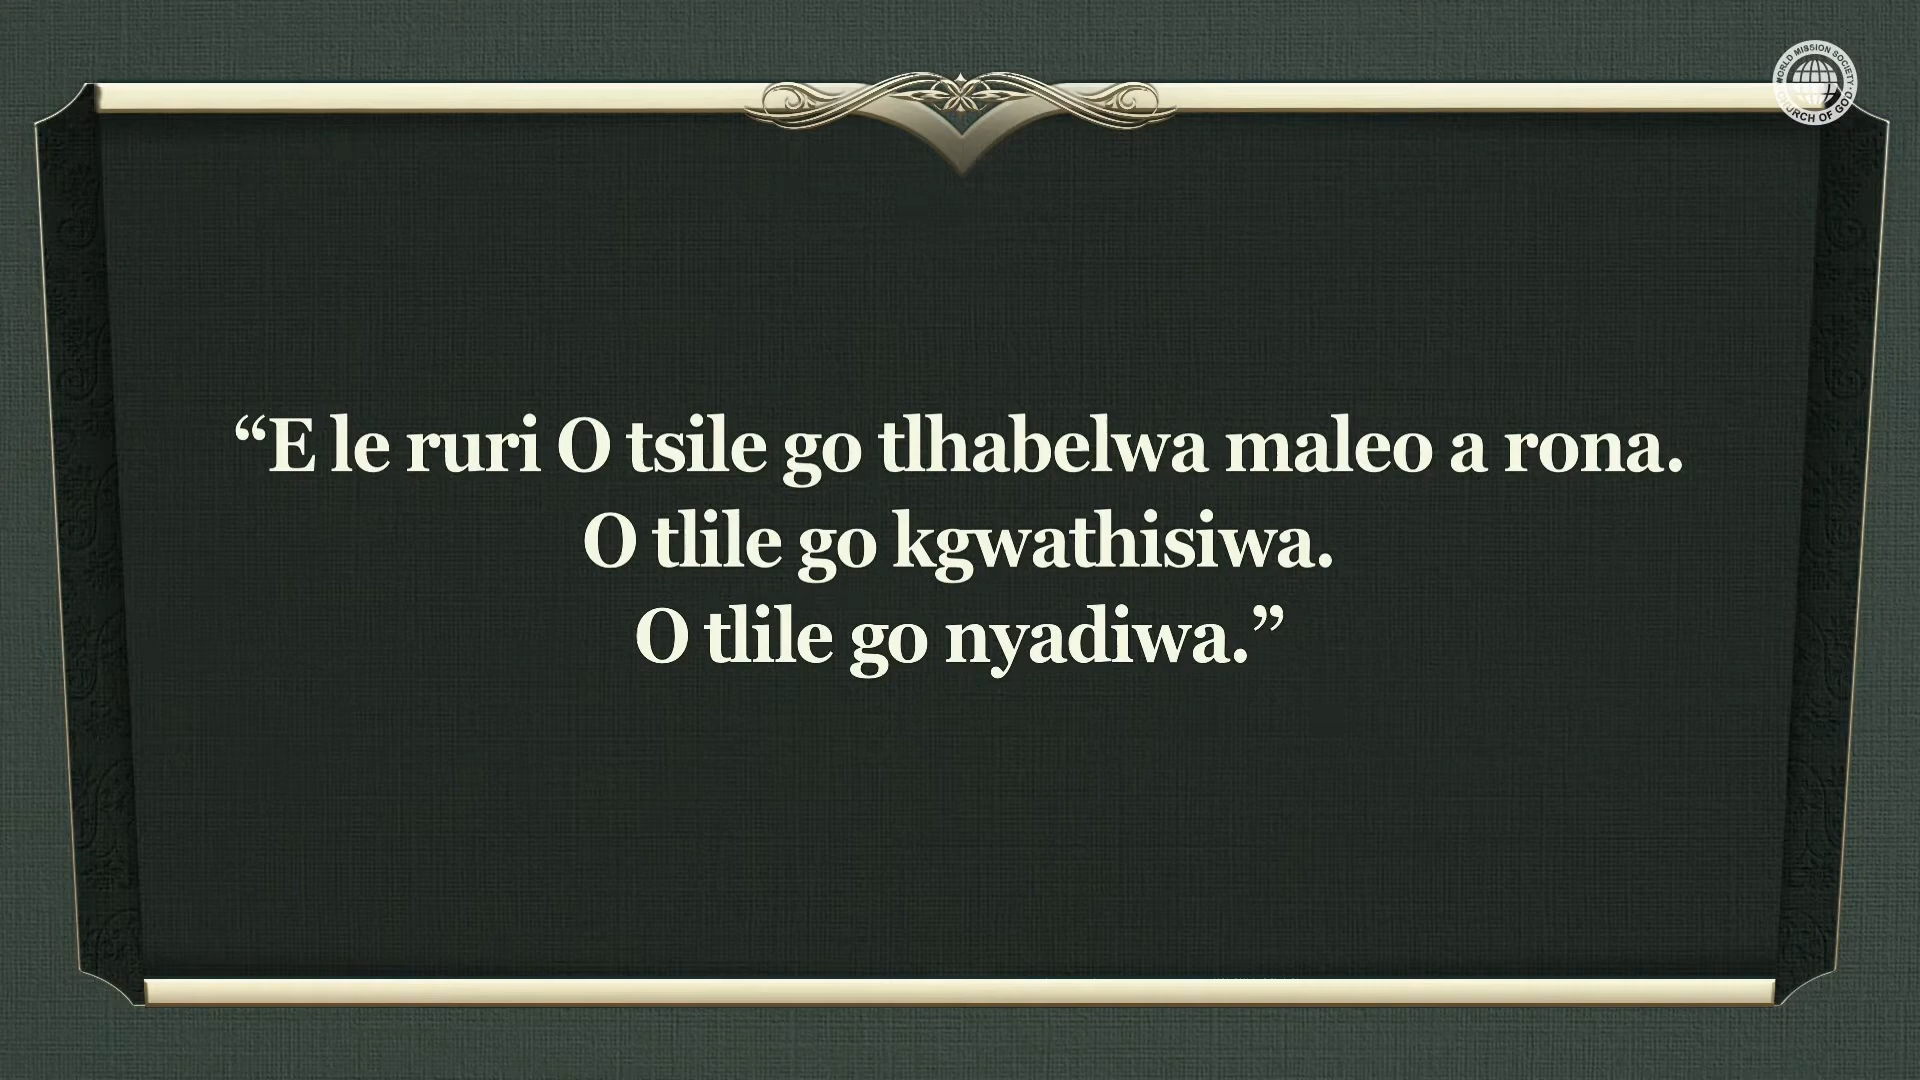 WORLD MISSION SOCIETY CHURCH OF GOD
“E le ruri O tsile go tlhabelwa maleo a rona.
O tlile go kgwathisiwa.
O tlile go nyadiwa.”